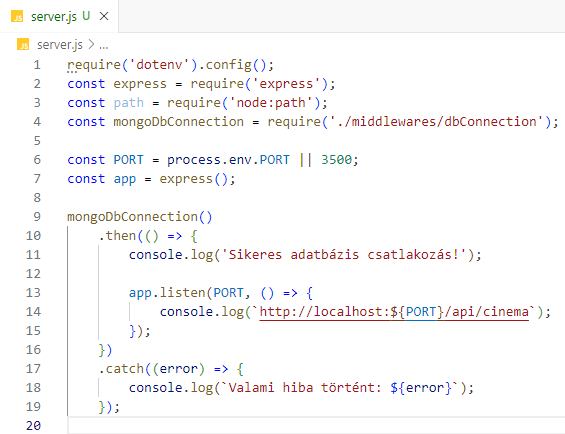 JS server.js U ×
JS server.js > ...
1 require('dotenv').config();
2 const express = require('express');
3 const path = require('node:path');
4 const mongoDbConnection = require('./middlewares/dbConnection');
5
6 const PORT = process.env.PORT || 3500;
7 const app = express();
8
9 mongoDbConnection()
10     .then(() => {
11         console.log('Sikeres adatbázis csatlakozás!');
12
13         app.listen(PORT, () => {
14             console.log(`http://localhost:${PORT}/api/cinema`);
15         });
16     })
17     .catch((error) => {
18         console.log(`Valami hiba történt: ${error}`);
19     });
20